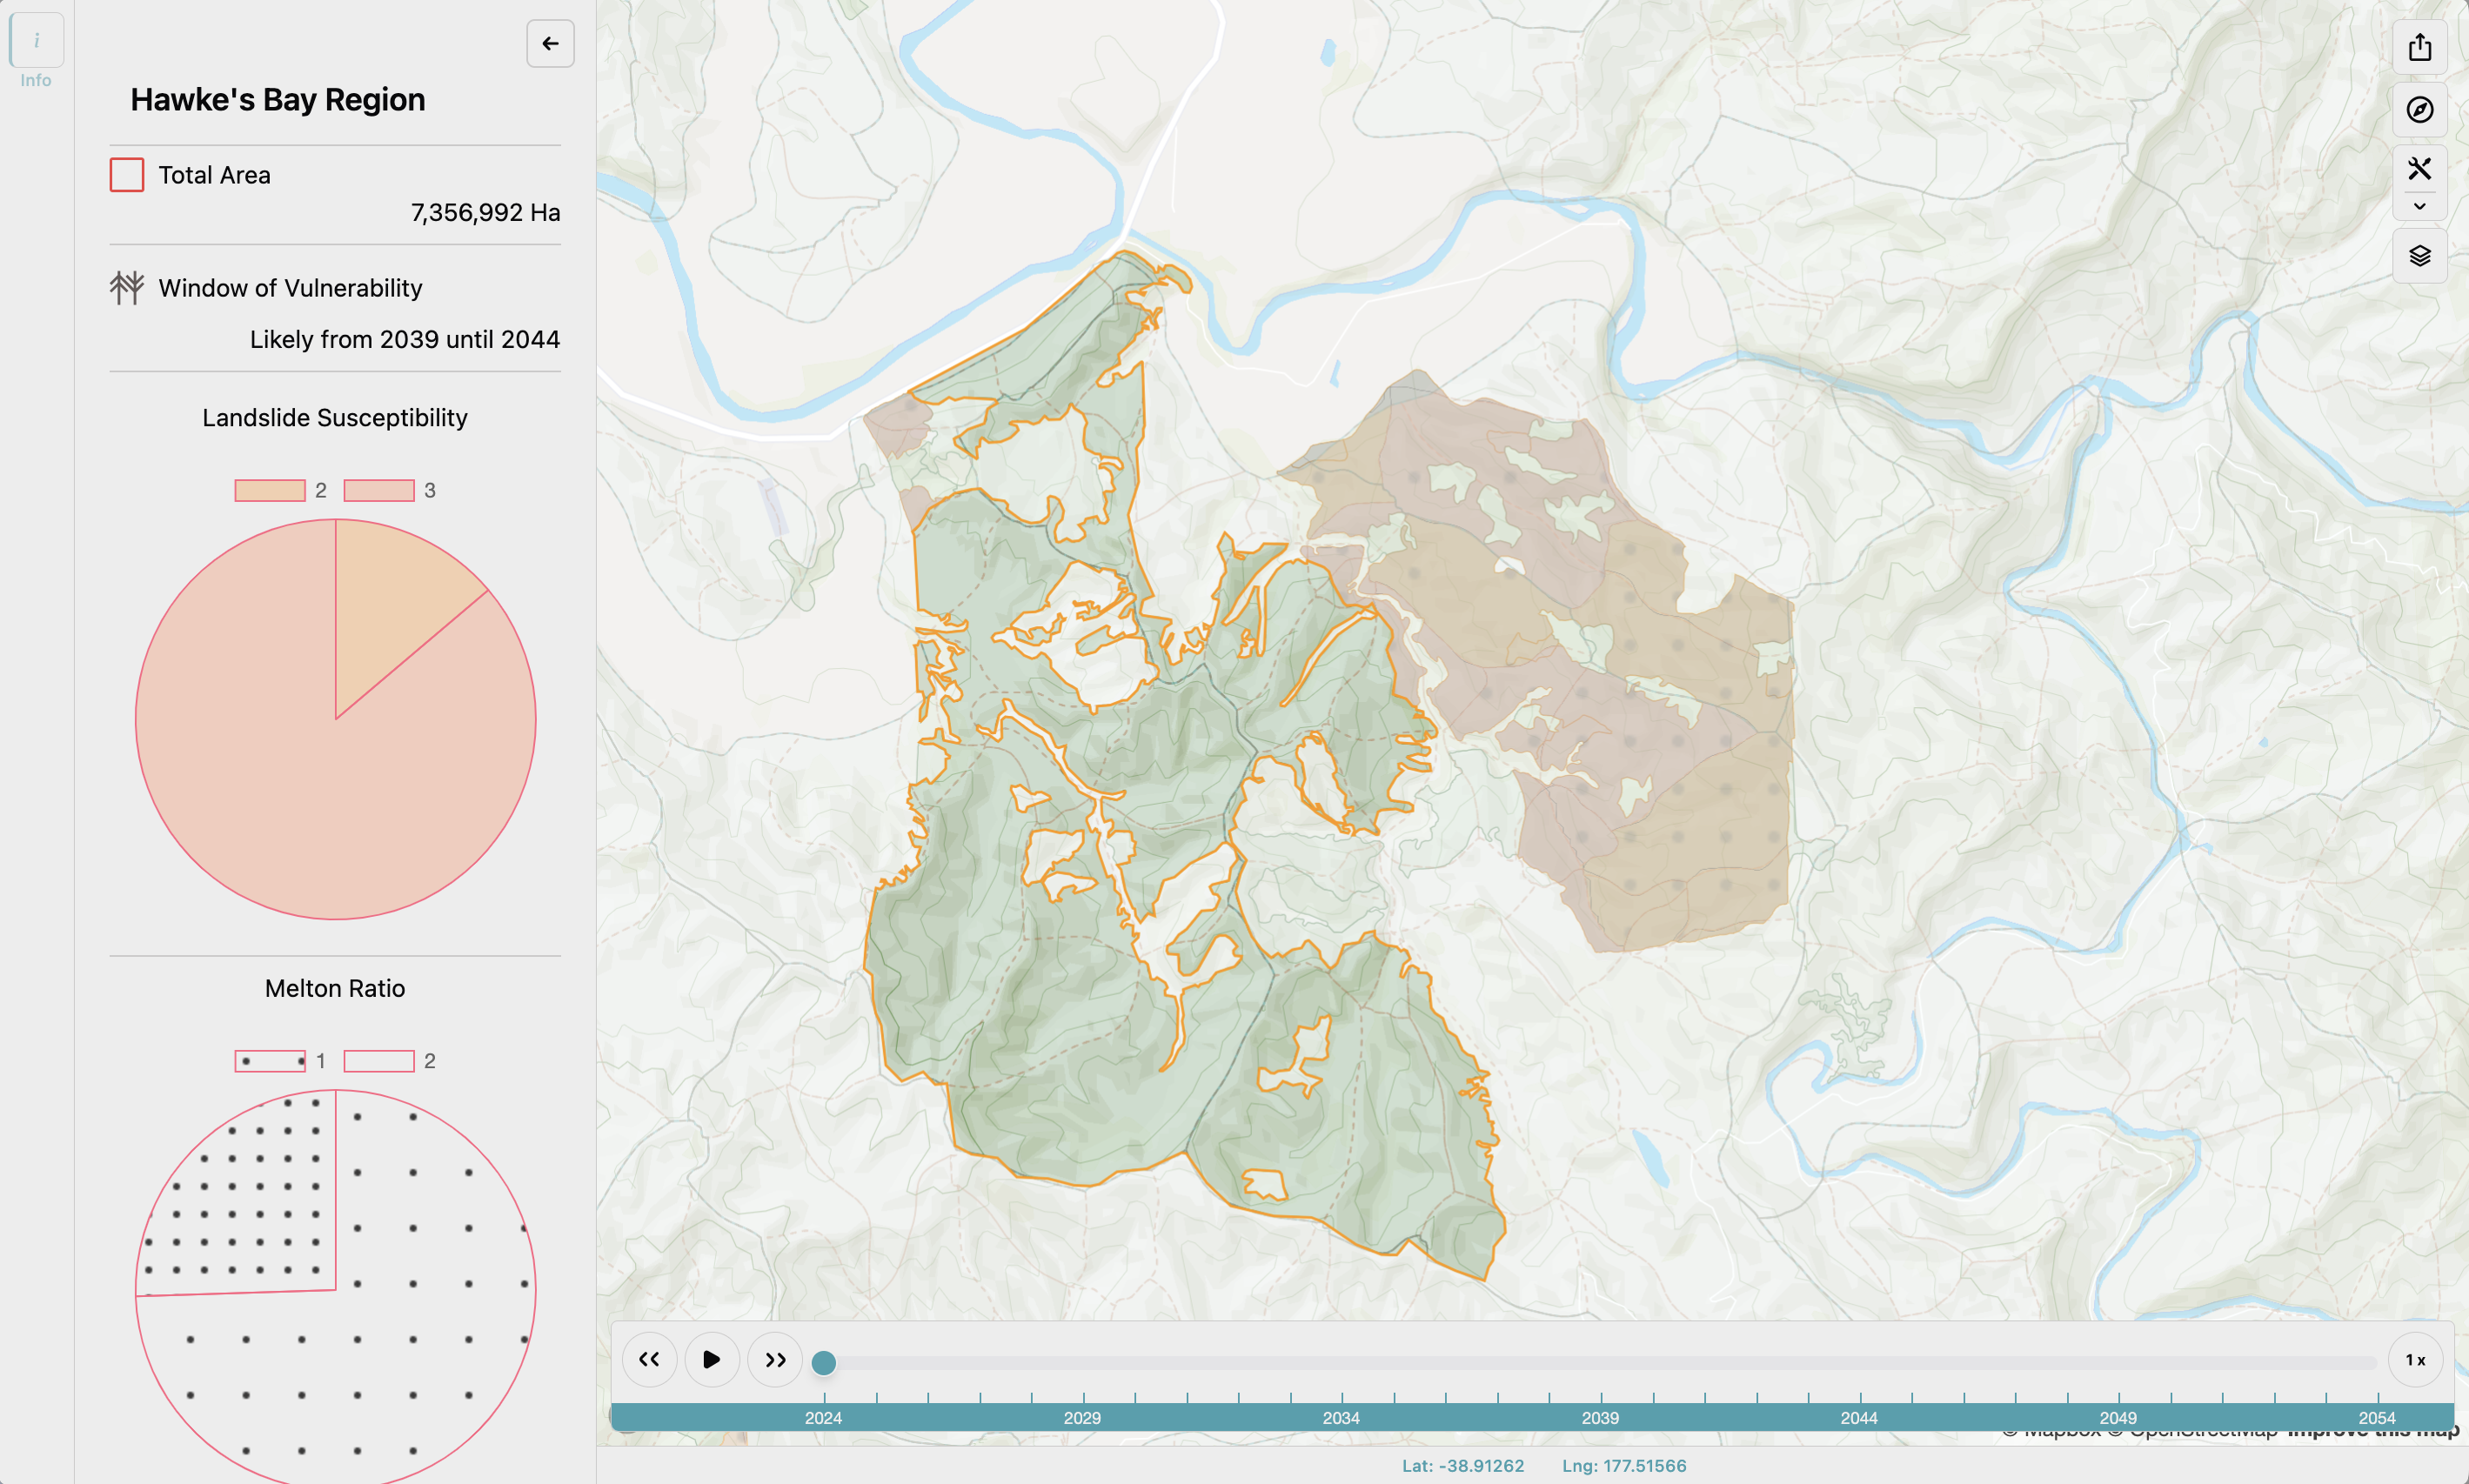 i
Info
Hawke's Bay Region
Total Area
7,356,992 Ha
Window of Vulnerability
Likely from 2039 until 2044
Landslide Susceptibility
2 3
Melton Ratio
1 2
1 x
2024 2029 2034 2039 2044 2049 2054
© Mapbox © OpenStreetMap Improve this map
Lat: -38.91262 Lng: 177.51566